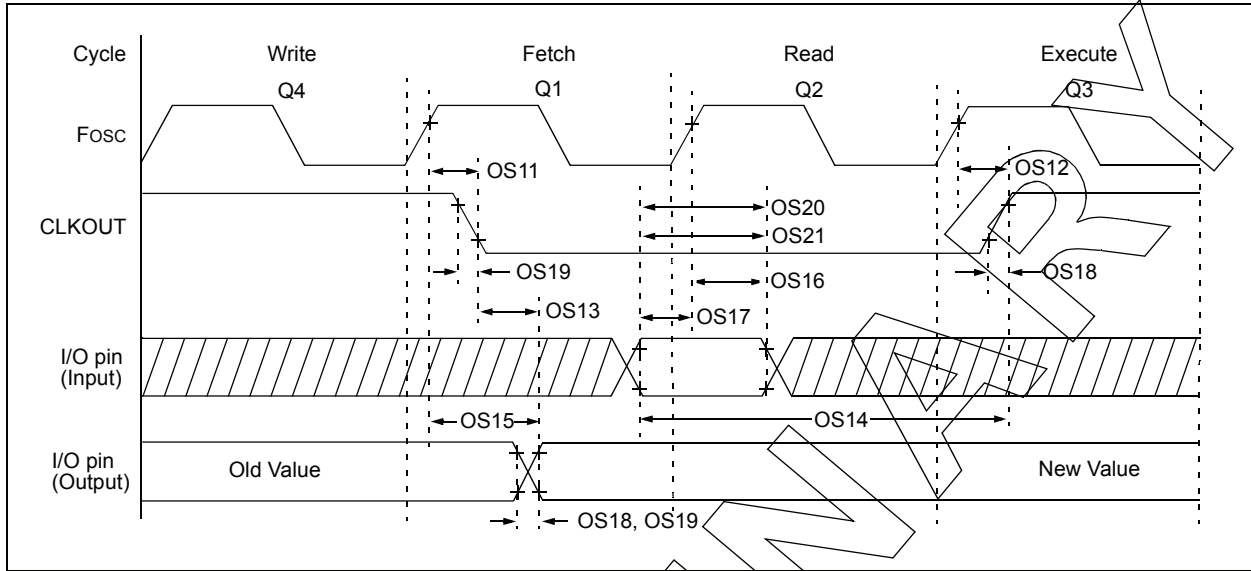 Cycle Write Fetch Read Execute
Q4 Q1 Q2 Q3
Fosc
OS11 OS12
CLKOUT
OS20
OS21
OS19 OS16 OS18
OS13 OS17
I/O pin
(Input)
OS15 OS14
I/O pin
(Output)
Old Value New Value
OS18, OS19